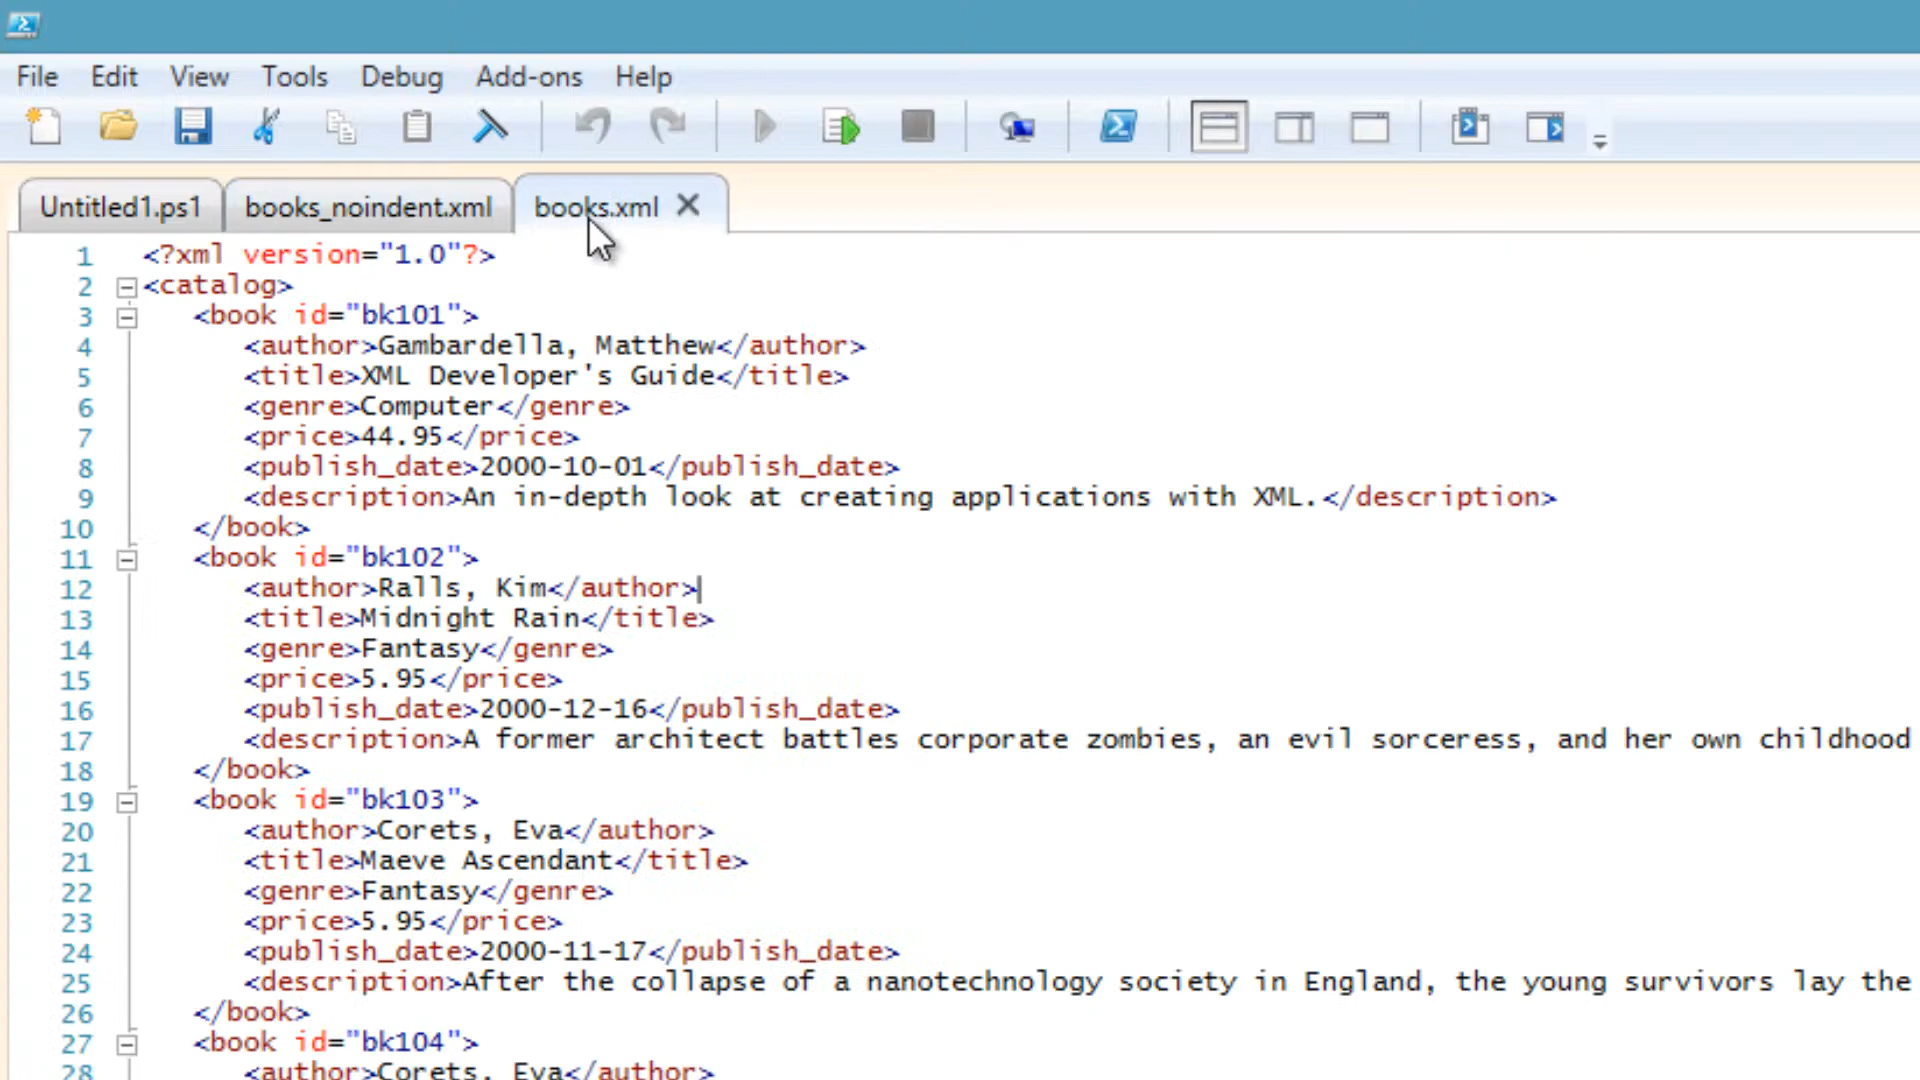 File Edit View Tools Debug Add-ons Help
Untitled1.ps1 books_noindent.xml books.xml
1 <?xml version="1.0"?>
2 <catalog>
3 <book id="bk101">
4 <author>Gambardella, Matthew</author>
5 <title>XML Developer's Guide</title>
6 <genre>Computer</genre>
7 <price>44.95</price>
8 <publish_date>2000-10-01</publish_date>
9 <description>An in-depth look at creating applications with XML.</description>
10 </book>
11 <book id="bk102">
12 <author>Ralls, Kim</author>
13 <title>Midnight Rain</title>
14 <genre>Fantasy</genre>
15 <price>5.95</price>
16 <publish_date>2000-12-16</publish_date>
17 <description>A former architect battles corporate zombies, an evil sorceress, and her own childhood
18 </book>
19 <book id="bk103">
20 <author>Corets, Eva</author>
21 <title>Maeve Ascendant</title>
22 <genre>Fantasy</genre>
23 <price>5.95</price>
24 <publish_date>2000-11-17</publish_date>
25 <description>After the collapse of a nanotechnology society in England, the young survivors lay the
26 </book>
27 <book id="bk104">
28 <author>Corets, Eva</author>